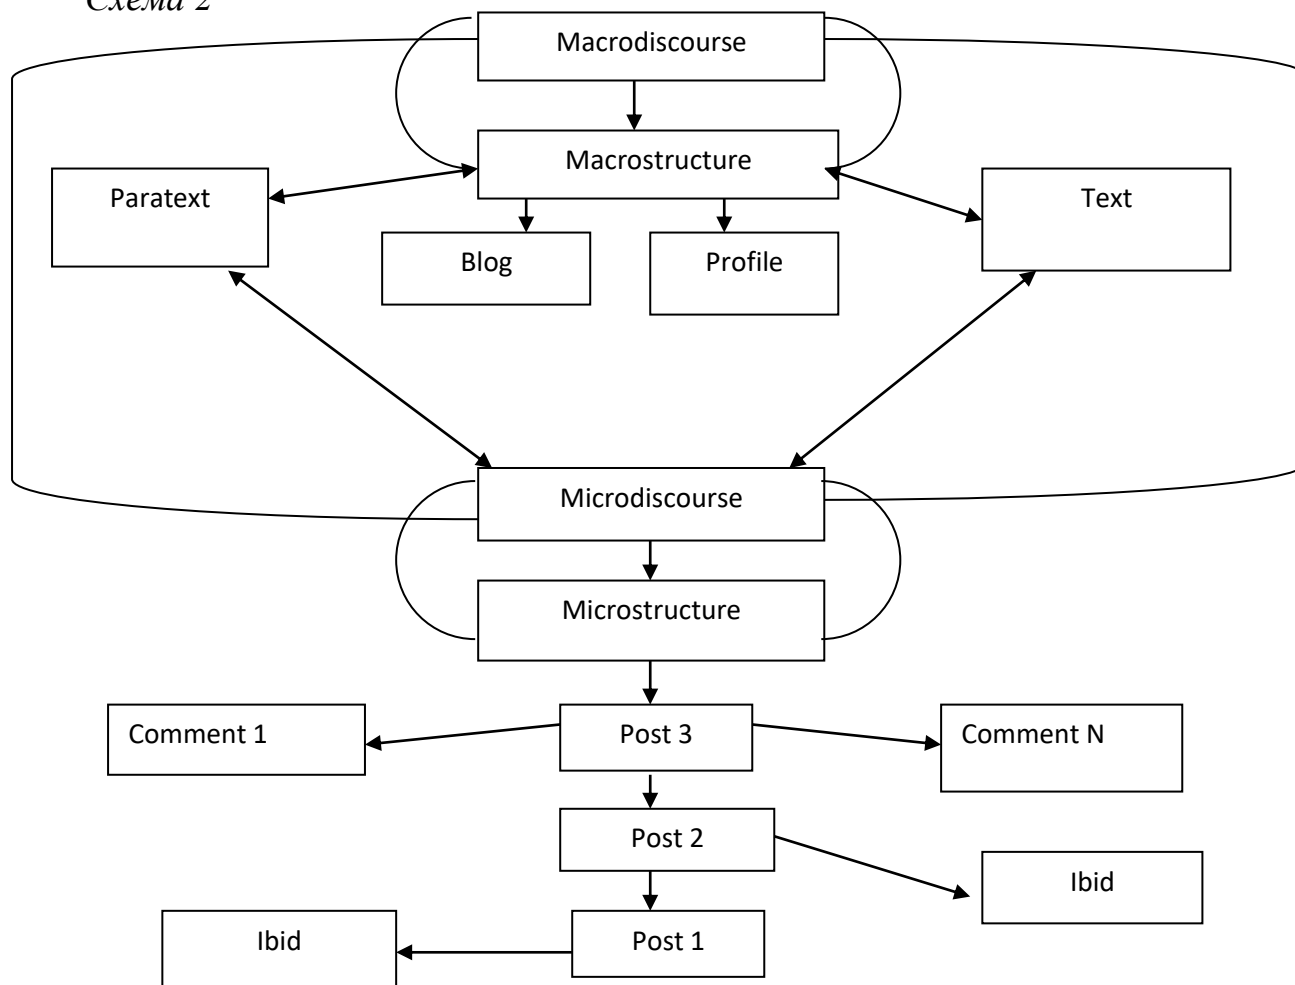 Схема 2
Macrodiscourse
Macrostructure
Paratext
Text
Blog
Profile
Microdiscourse
Microstructure
Comment 1
Post 3
Comment N
Post 2
Ibid
Ibid
Post 1